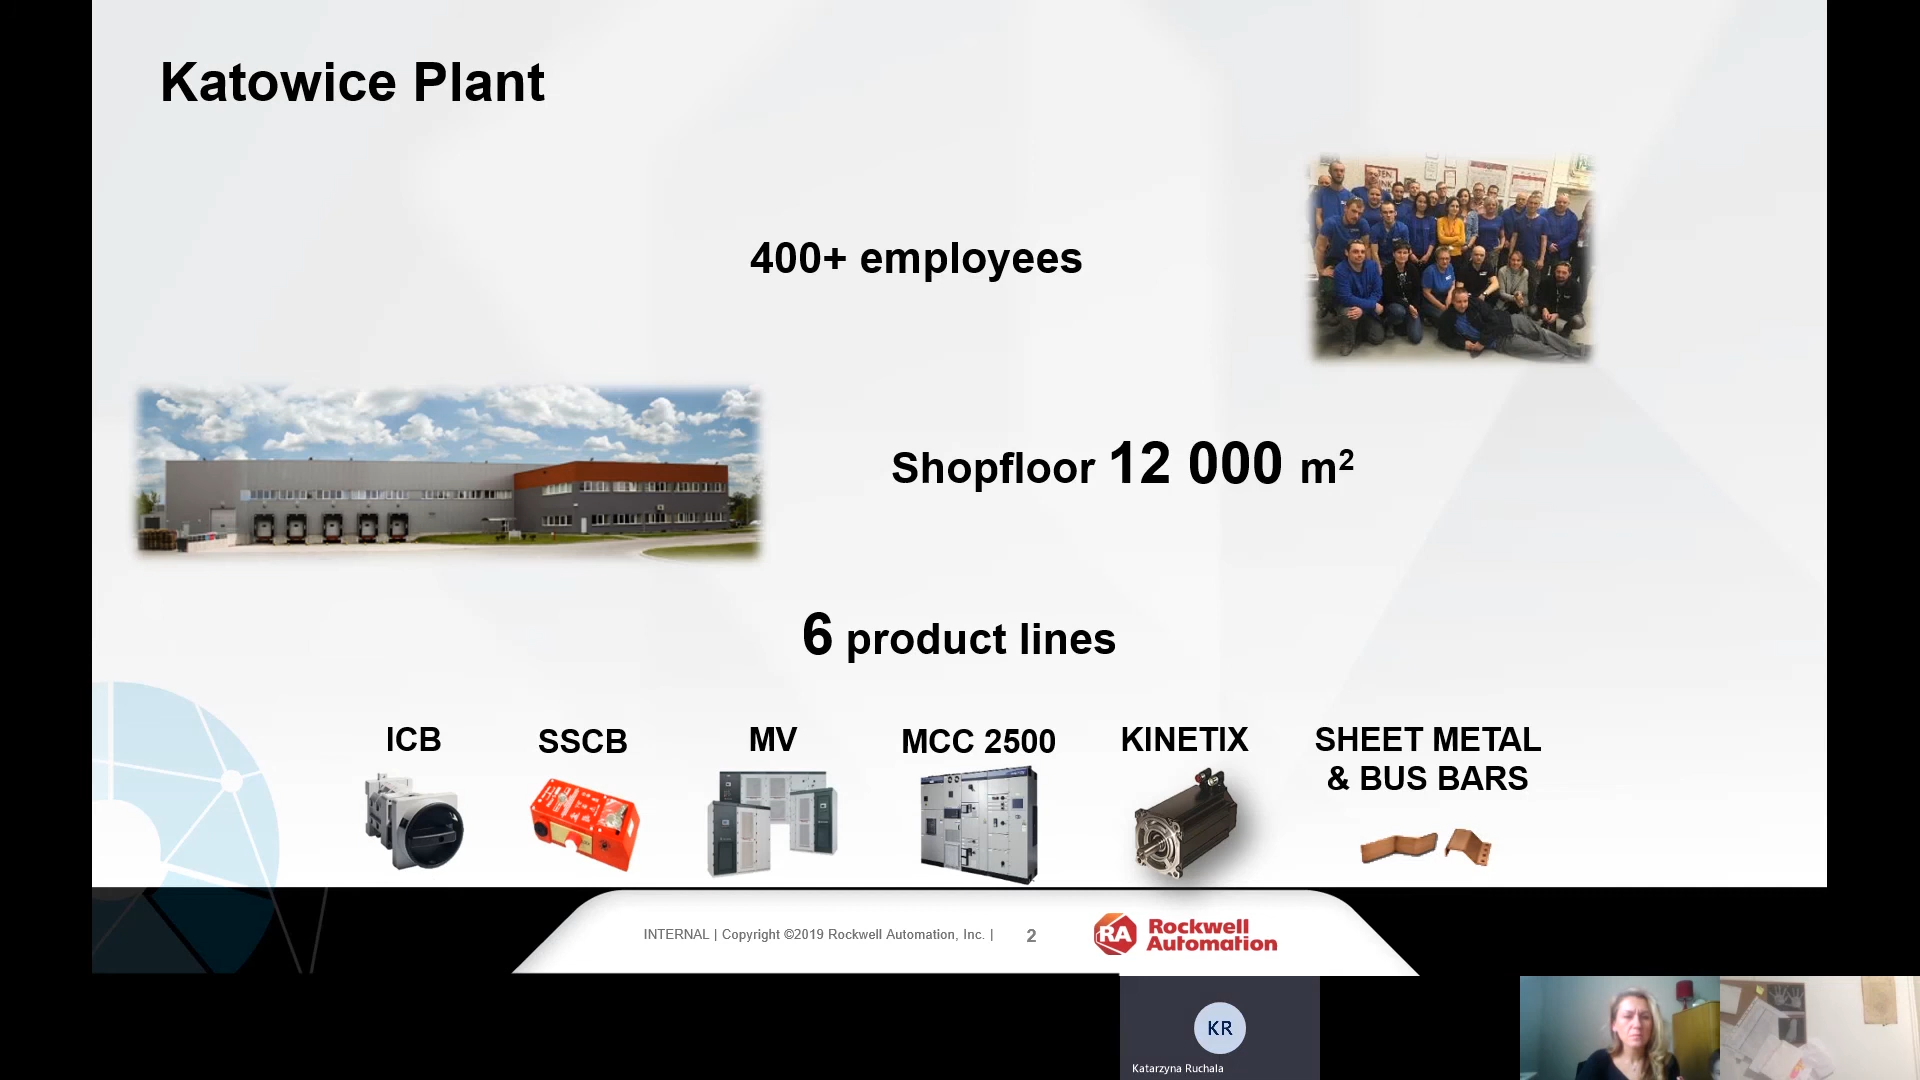 Katowice Plant
400+ employees
Shopfloor 12 000 m²
6 product lines
ICB
SSCB
MV
MCC 2500
KINETIX
SHEET METAL
& BUS BARS
INTERNAL | Copyright ©2019 Rockwell Automation, Inc. |
2
RA
Rockwell
Automation
KR
Katarzyna Ruchala